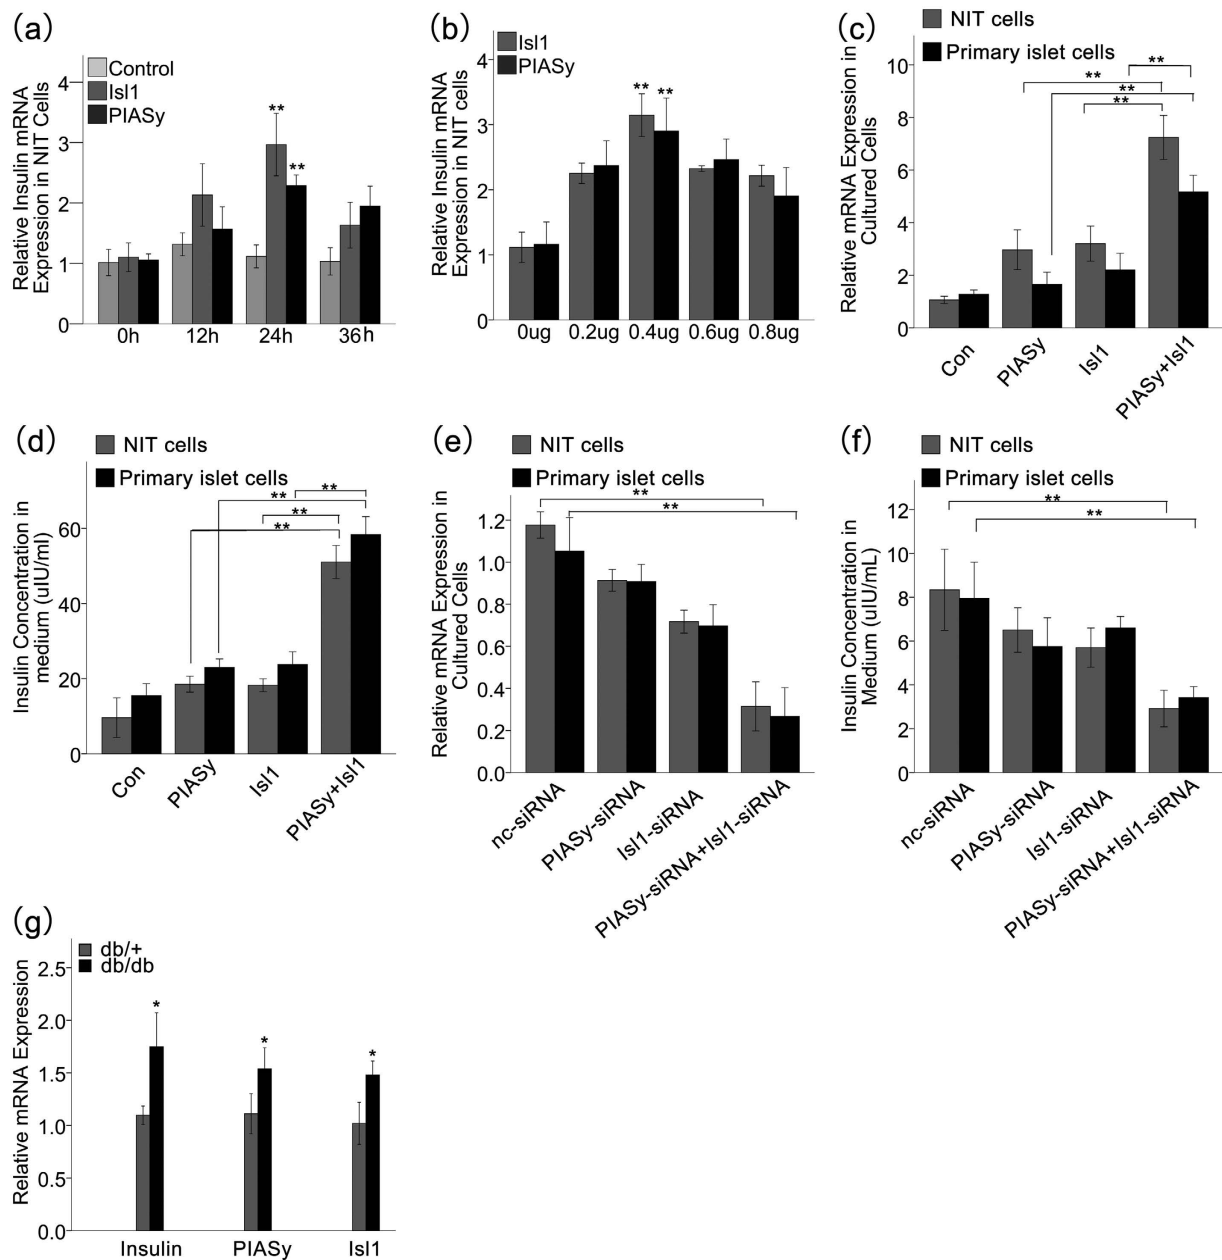 (a)
Control
Isl1
PIASy
Relative Insulin mRNA
Expression in NIT Cells
4
3
2
1
0
**
**
0h 12h 24h 36h
(b)
Isl1
PIASy
Relative Insulin mRNA
Expression in NIT cells
4
3
2
1
0
** **
0ug 0.2ug 0.4ug 0.6ug 0.8ug
(c)
NIT cells
Primary islet cells
Relative mRNA Expression in
Cultured Cells
10
8
6
4
2
0
**
**
**
**
Con PIASy Isl1 PIASy+Isl1
(d)
NIT cells
Primary islet cells
Insulin Concentration in
medium (uIU/ml)
60
40
20
0
**
**
**
**
Con PIASy Isl1 PIASy+Isl1
(e)
NIT cells
Primary islet cells
Relative mRNA Expression in
Cultured Cells
1.2
1.0
0.8
0.6
0.4
0.2
0.0
**
**
nc-siRNA PIASy-siRNA Isl1-siRNA PIASy-siRNA+Isl1-siRNA
(f)
NIT cells
Primary islet cells
Insulin Concentration in
Medium (uIU/mL)
12
10
8
6
4
2
0
**
**
nc-siRNA PIASy-siRNA Isl1-siRNA PIASy-siRNA+Isl1-siRNA
(g)
db/+
db/db
Relative mRNA Expression
2.5
2.0
1.5
1.0
0.5
0.0
*
*
*
Insulin PIASy Isl1